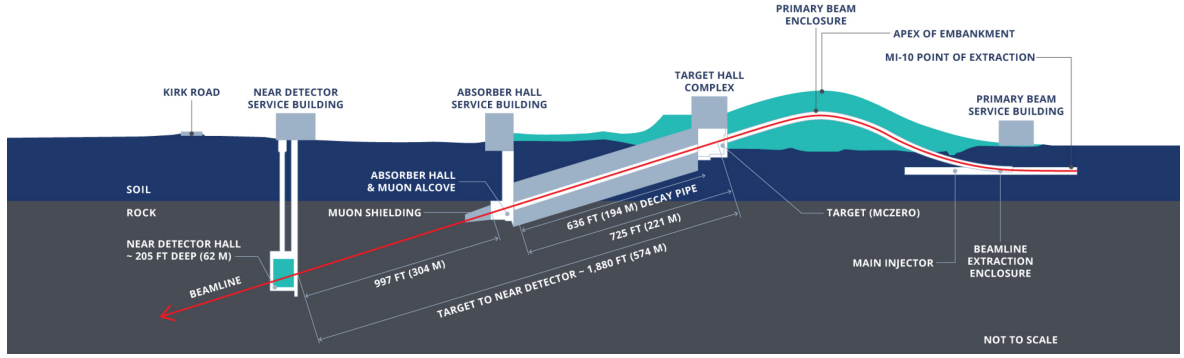 PRIMARY BEAM
ENCLOSURE
APEX OF EMBANKMENT
MI-10 POINT OF EXTRACTION
KIRK ROAD
NEAR DETECTOR
SERVICE BUILDING
ABSORBER HALL
SERVICE BUILDING
TARGET HALL
COMPLEX
PRIMARY BEAM
SERVICE BUILDING
ABSORBER HALL
& MUON ALCOVE
SOIL
ROCK
MUON SHIELDING
636 FT (194 M) DECAY PIPE
725 FT (221 M)
TARGET (MCZERO)
NEAR DETECTOR HALL
~ 205 FT DEEP (62 M)
997 FT (304 M)
TARGET TO NEAR DETECTOR ~ 1,880 FT (574 M)
BEAMLINE
MAIN INJECTOR
BEAMLINE
EXTRACTION
ENCLOSURE
NOT TO SCALE